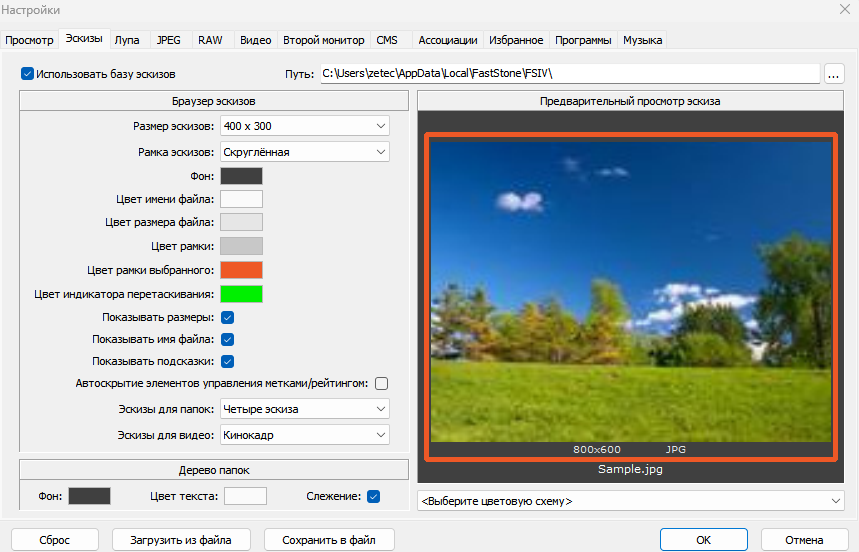 Настройки
Просмотр Эскизы Лупа JPEG RAW Видео Второй монитор CMS Ассоциации Избранное Программы Музыка
Использовать базу эскизов Путь: C:\Users\zetec\AppData\Local\FastStone\FSIV\ ...
Браузер эскизов
Размер эскизов: 400 x 300
Рамка эскизов: Скруглённая
Фон:
Цвет имени файла:
Цвет размера файла:
Цвет рамки:
Цвет рамки выбранного:
Цвет индикатора перетаскивания:
Показывать размеры:
Показывать имя файла:
Показывать подсказки:
Автоскрытие элементов управления метками/рейтингом:
Эскизы для папок: Четыре эскиза
Эскизы для видео: Кинокадр
Дерево папок
Фон: Цвет текста: Слежение:
Предварительный просмотр эскиза
800x600 JPG
Sample.jpg
<Выберите цветовую схему>
Сброс Загрузить из файла Сохранить в файл OK Отмена